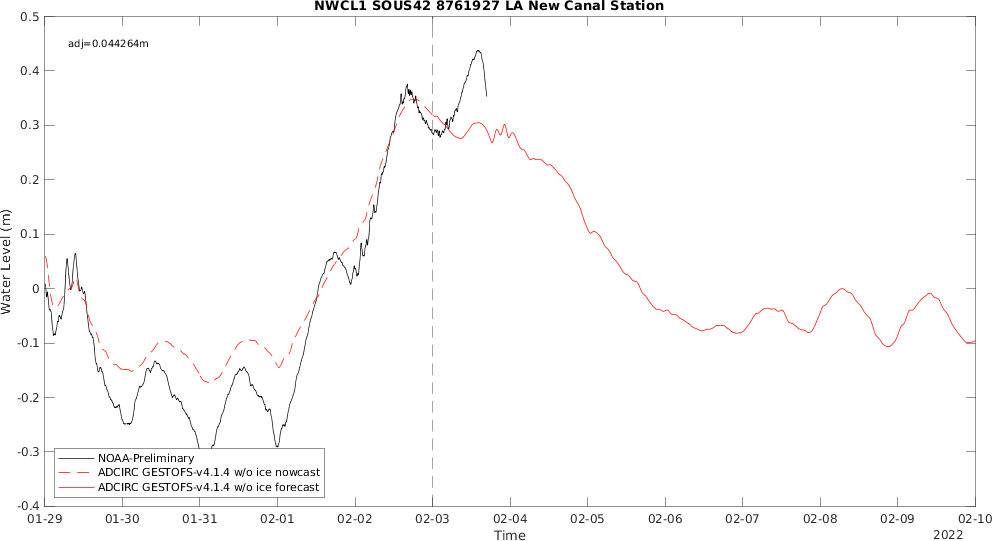 NWCL1 SOUS42 8761927 LA New Canal Station
adj=0.044264m
0.5
0.4
0.3
0.2
0.1
0
-0.1
-0.2
-0.3
-0.4
Water Level (m)
NOAA-Preliminary
ADCIRC GESTOFS-v4.1.4 w/o ice nowcast
ADCIRC GESTOFS-v4.1.4 w/o ice forecast
01-29 01-30 01-31 02-01 02-02 02-03 02-04 02-05 02-06 02-07 02-08 02-09 02-10
Time
2022